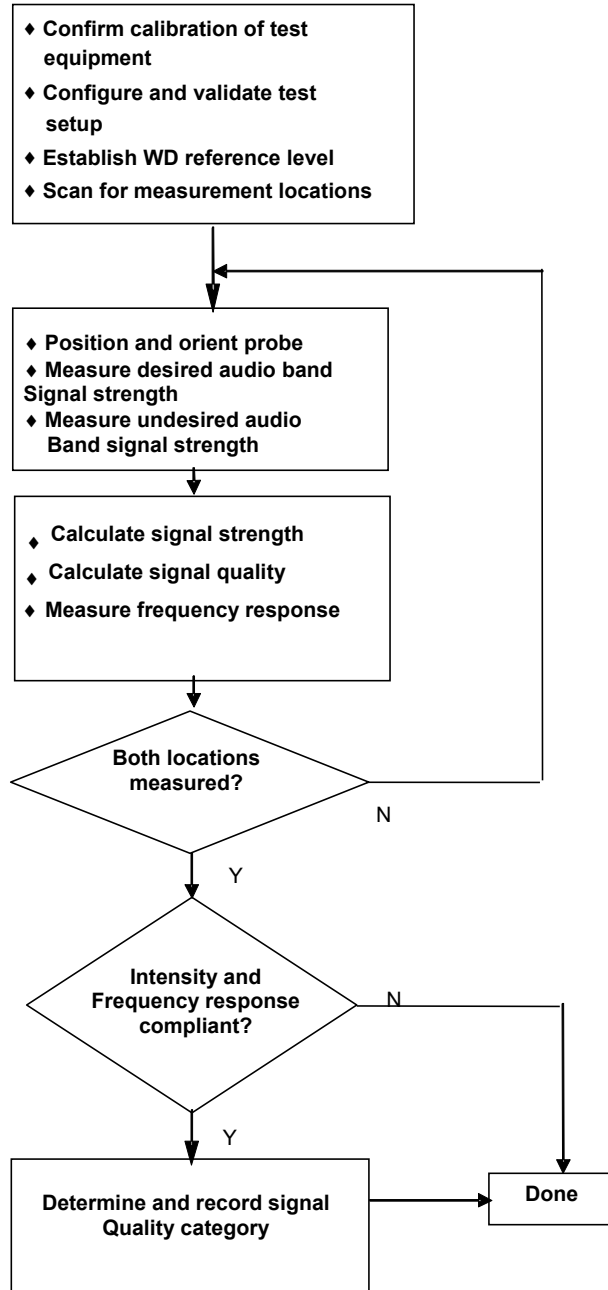 ♦ Confirm calibration of test
equipment
♦ Configure and validate test
setup
♦ Establish WD reference level
♦ Scan for measurement locations
♦ Position and orient probe
♦ Measure desired audio band
Signal strength
♦ Measure undesired audio
Band signal strength
♦ Calculate signal strength
♦ Calculate signal quality
♦ Measure frequency response
Both locations
measured?
N
Y
Intensity and
Frequency response
compliant?
N
Y
Determine and record signal
Quality category
Done